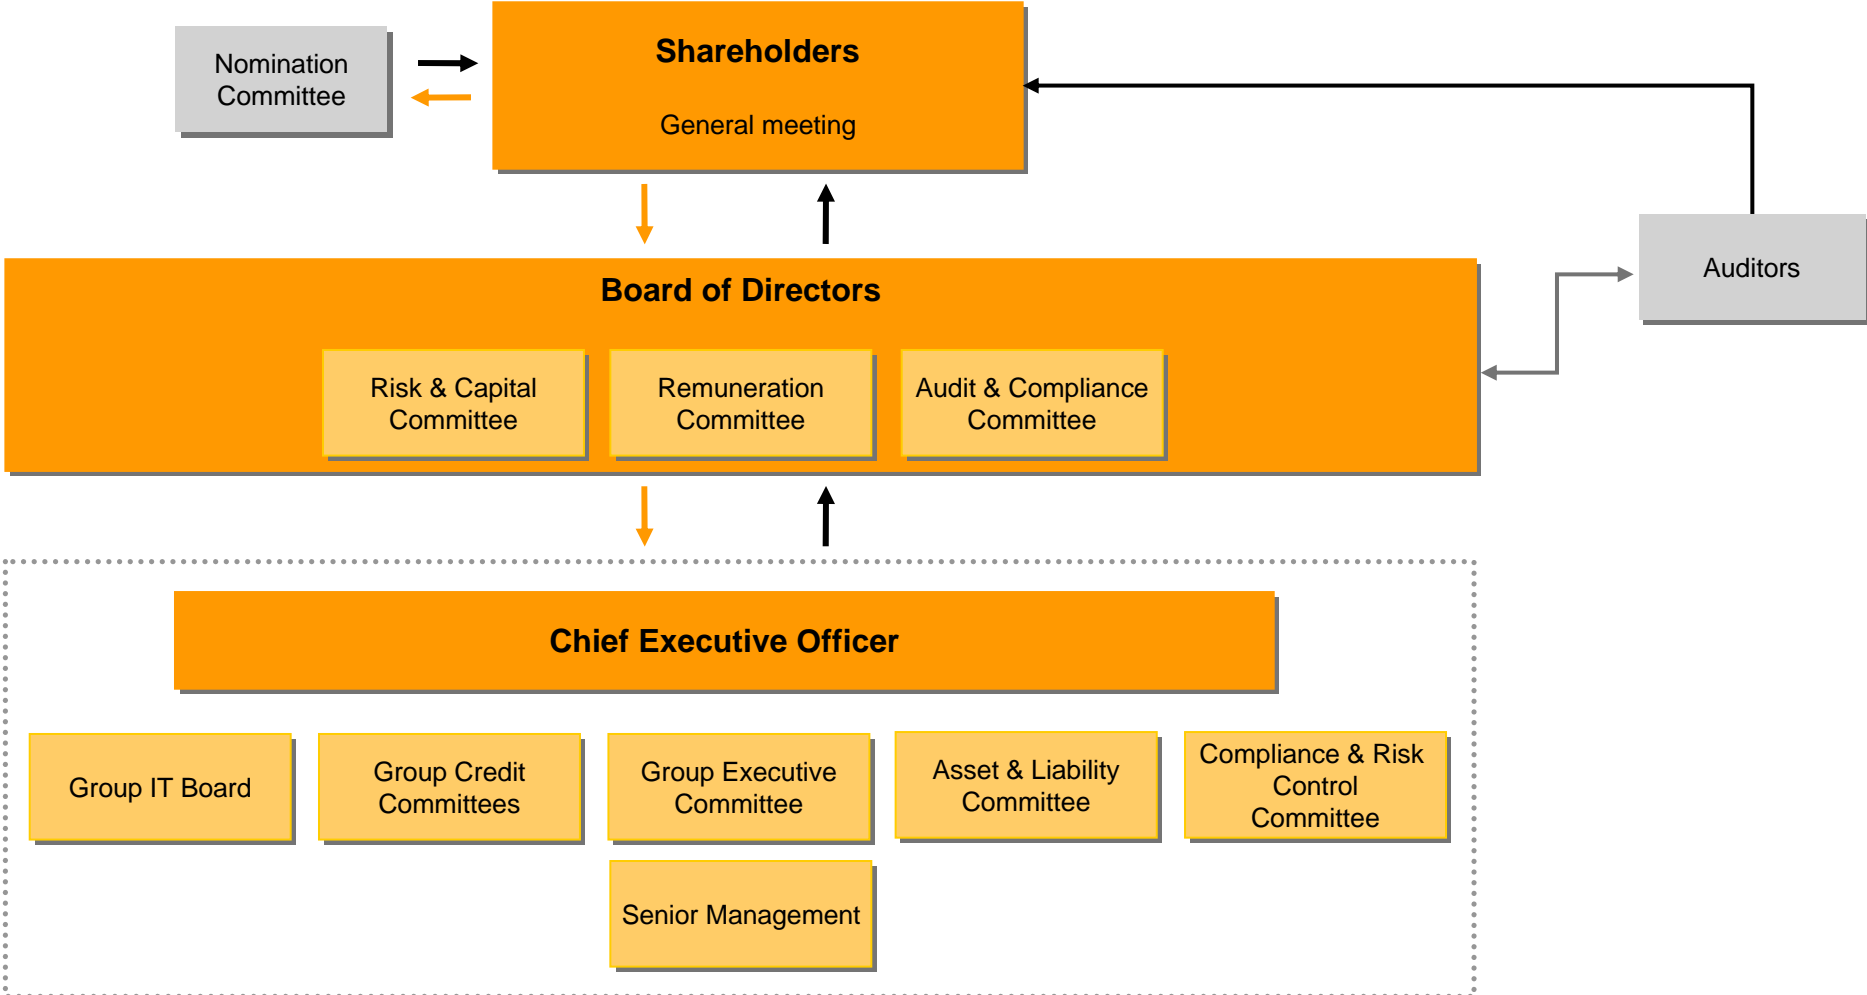 Nomination
Committee
Shareholders
General meeting
Auditors
Board of Directors
Risk & Capital
Committee
Remuneration
Committee
Audit & Compliance
Committee
Chief Executive Officer
Group IT Board
Group Credit
Committees
Group Executive
Committee
Asset & Liability
Committee
Compliance & Risk
Control
Committee
Senior Management